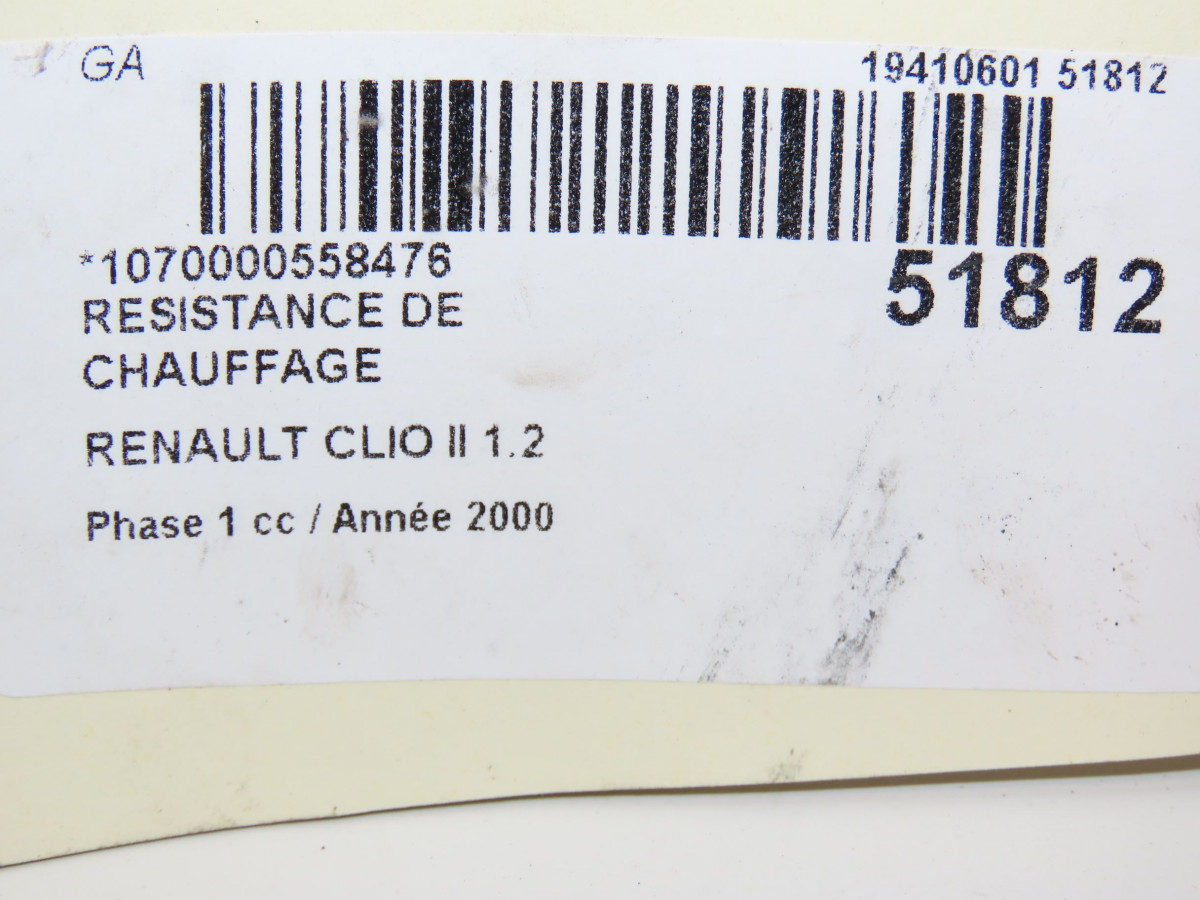 GA
19410601 51812
*1070000558476
51812
RESISTANCE DE
CHAUFFAGE
RENAULT CLIO II 1.2
Phase 1 cc / Année 2000